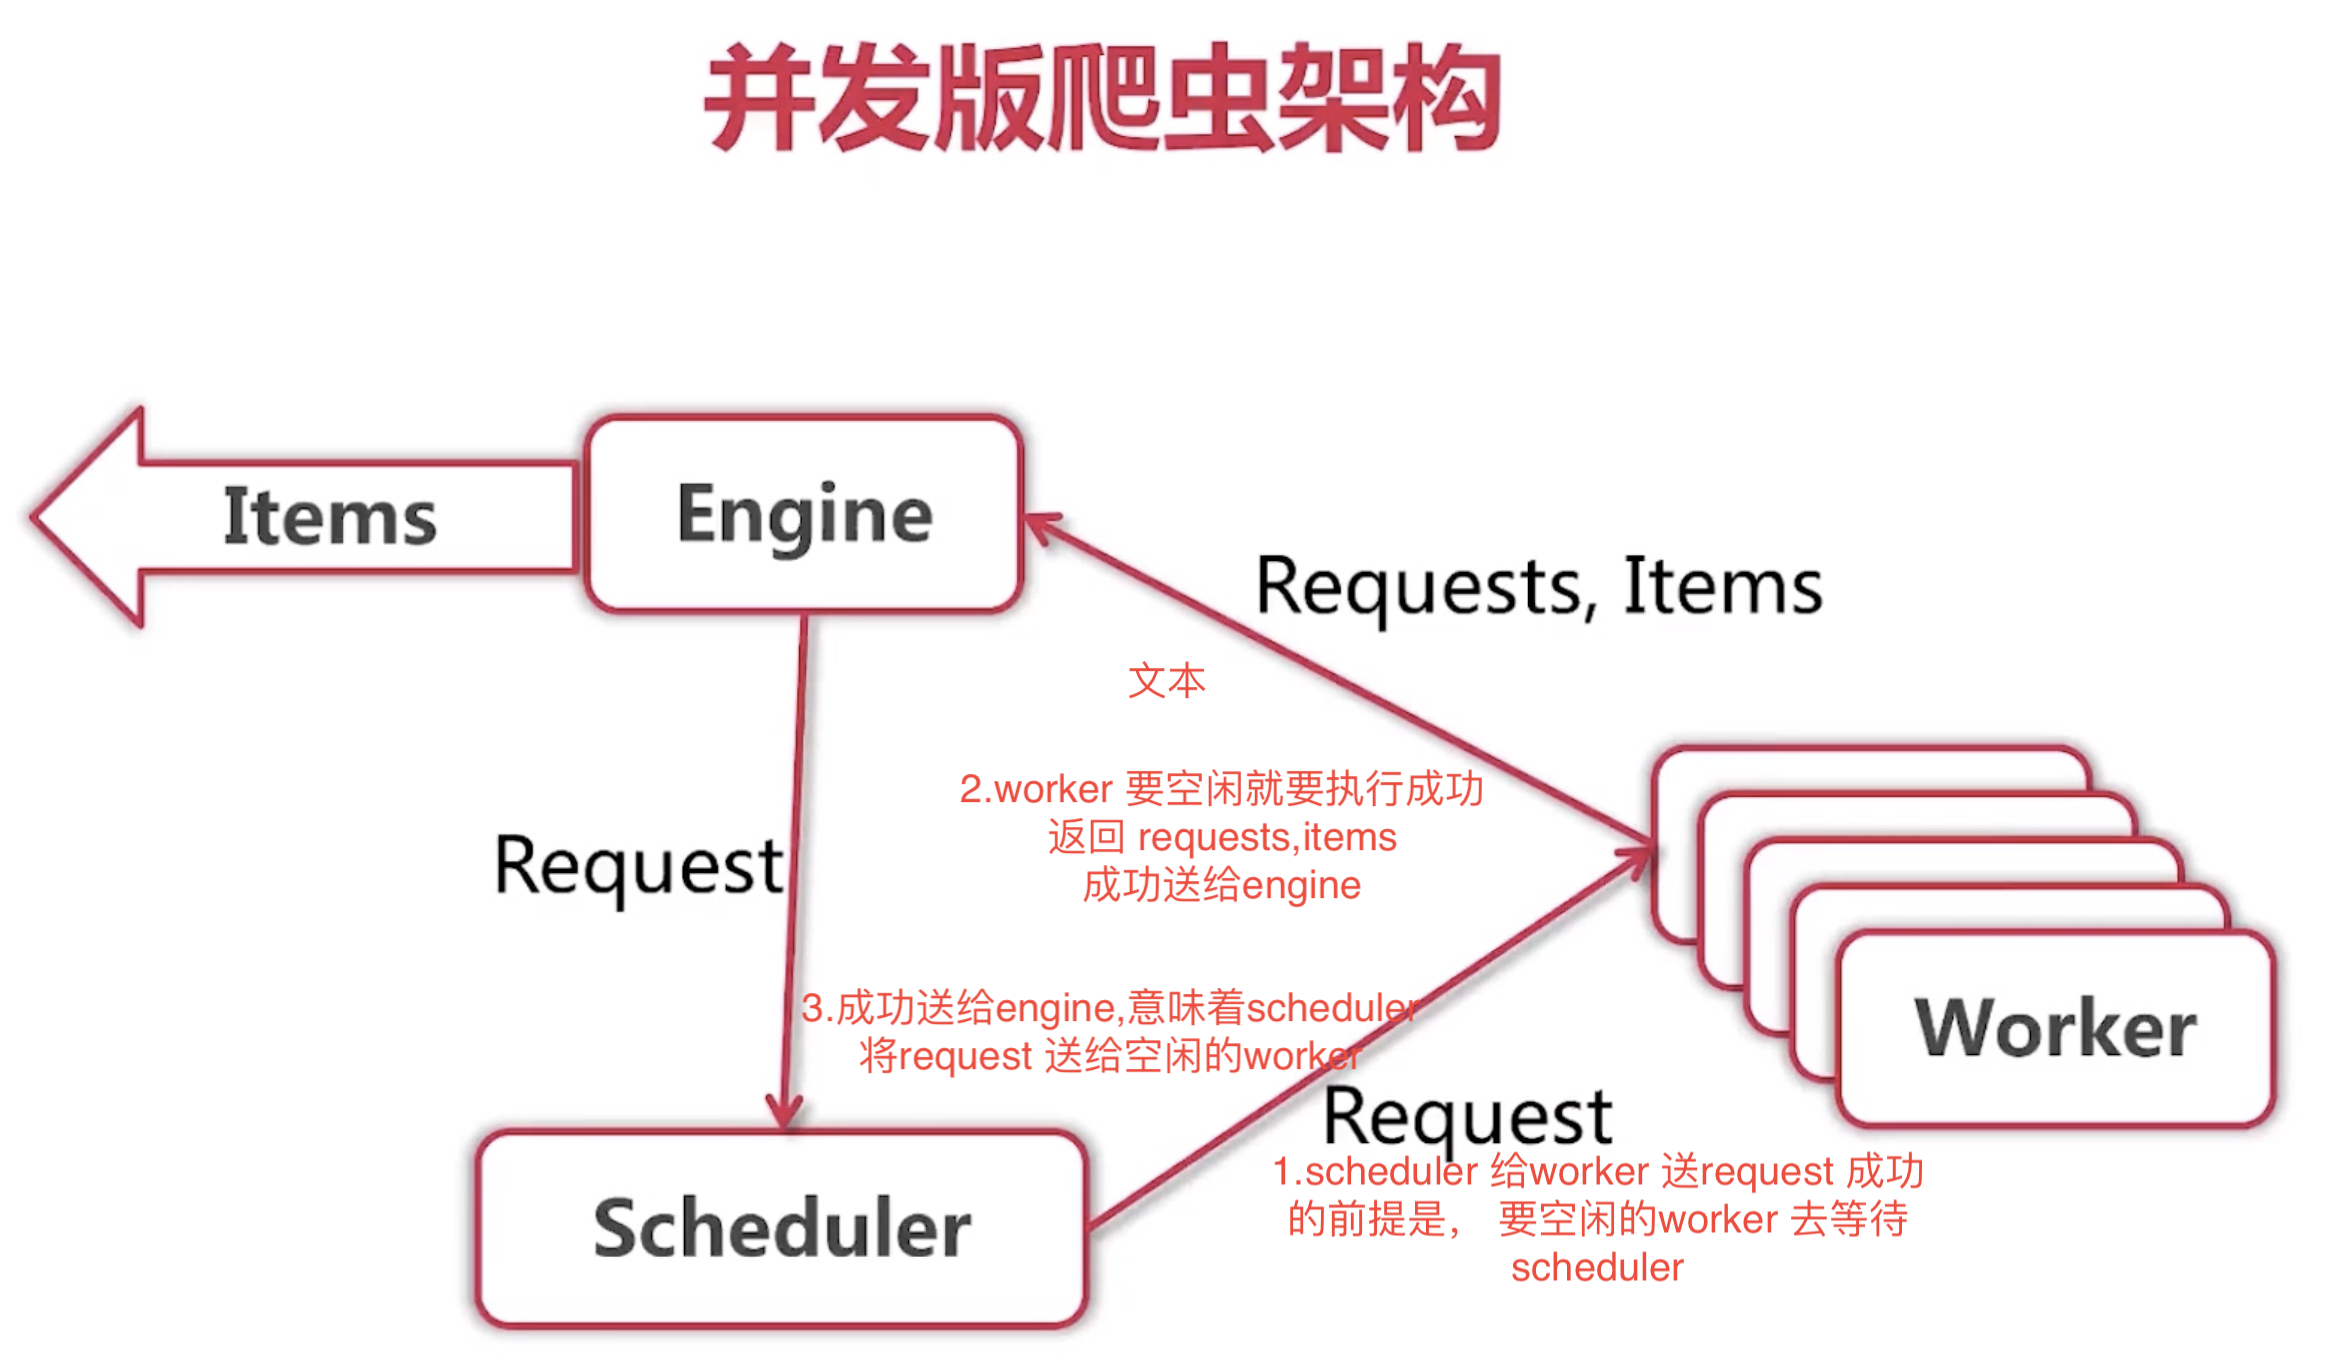 并发版爬虫架构
Items
Engine
Requests, Items
文本
2.worker 要空闲就要执行成功
返回 requests,items
成功送给engine
Request
3.成功送给engine,意味着scheduler
将request 送给空闲的worker
Worker
Request
1.scheduler 给worker 送request 成功
的前提是， 要空闲的worker 去等待
scheduler
Scheduler